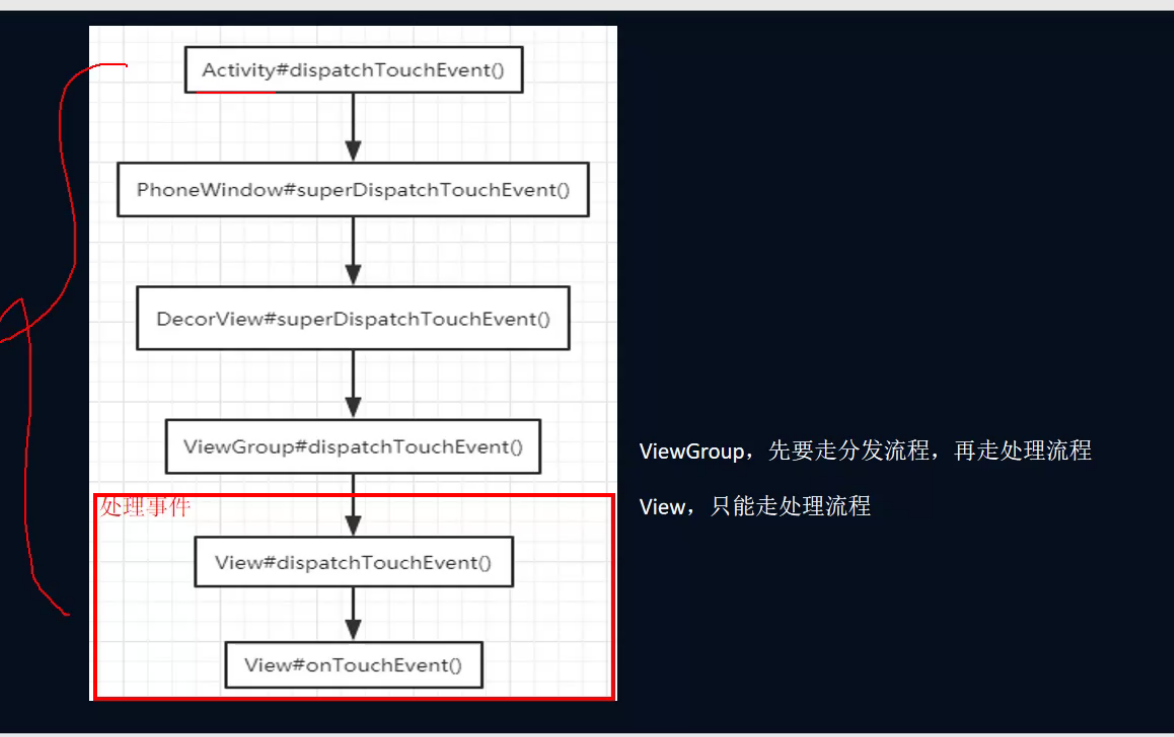 Activity#dispatchTouchEvent()
PhoneWindow#superDispatchTouchEvent()
DecorView#superDispatchTouchEvent()
ViewGroup#dispatchTouchEvent()
ViewGroup，先要走分发流程，再走处理流程
处理事件
View，只能走处理流程
View#dispatchTouchEvent()
View#onTouchEvent()